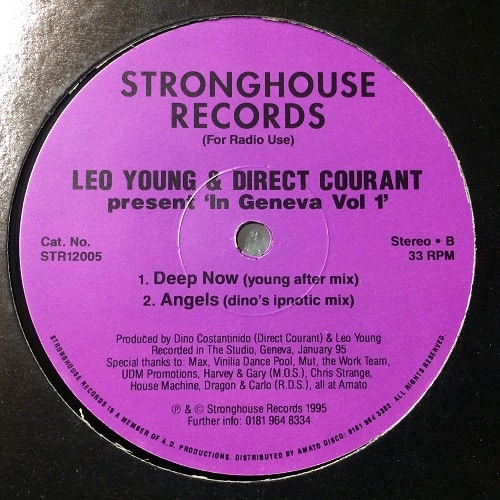 STRONGHOUSE
RECORDS
(For Radio Use)
LEO YOUNG & DIRECT COURANT
present 'In Geneva Vol 1'
Cat. No.
STR12005
Stereo • B
33 RPM
1. Deep Now (young after mix)
2. Angels (dino's ipnotic mix)
Produced by Dino Costantinido (Direct Courant) & Leo Young
Recorded in The Studio, Geneva, January 95
Special thanks to: Max, Vinilia Dance Pool, Mut, the Work Team,
UDM Promotions, Harvey & Gary (M.O.S.), Chris Strange,
House Machine, Dragon & Carlo (R.D.S.), all at Amato
℗ & © Stronghouse Records 1995
Further info: 0181 964 8334
STRONGHOUSE RECORDS IS A MEMBER OF A.D. PRODUCTIONS. DISTRIBUTED BY AMATO DISCO: 0181 964 3302. ALL RIGHTS RESERVED.